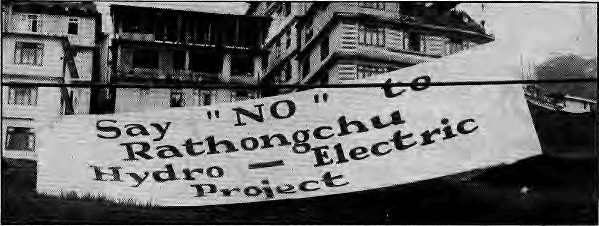 Say "NO" to
Rathongchu
Hydro - Electric
Project